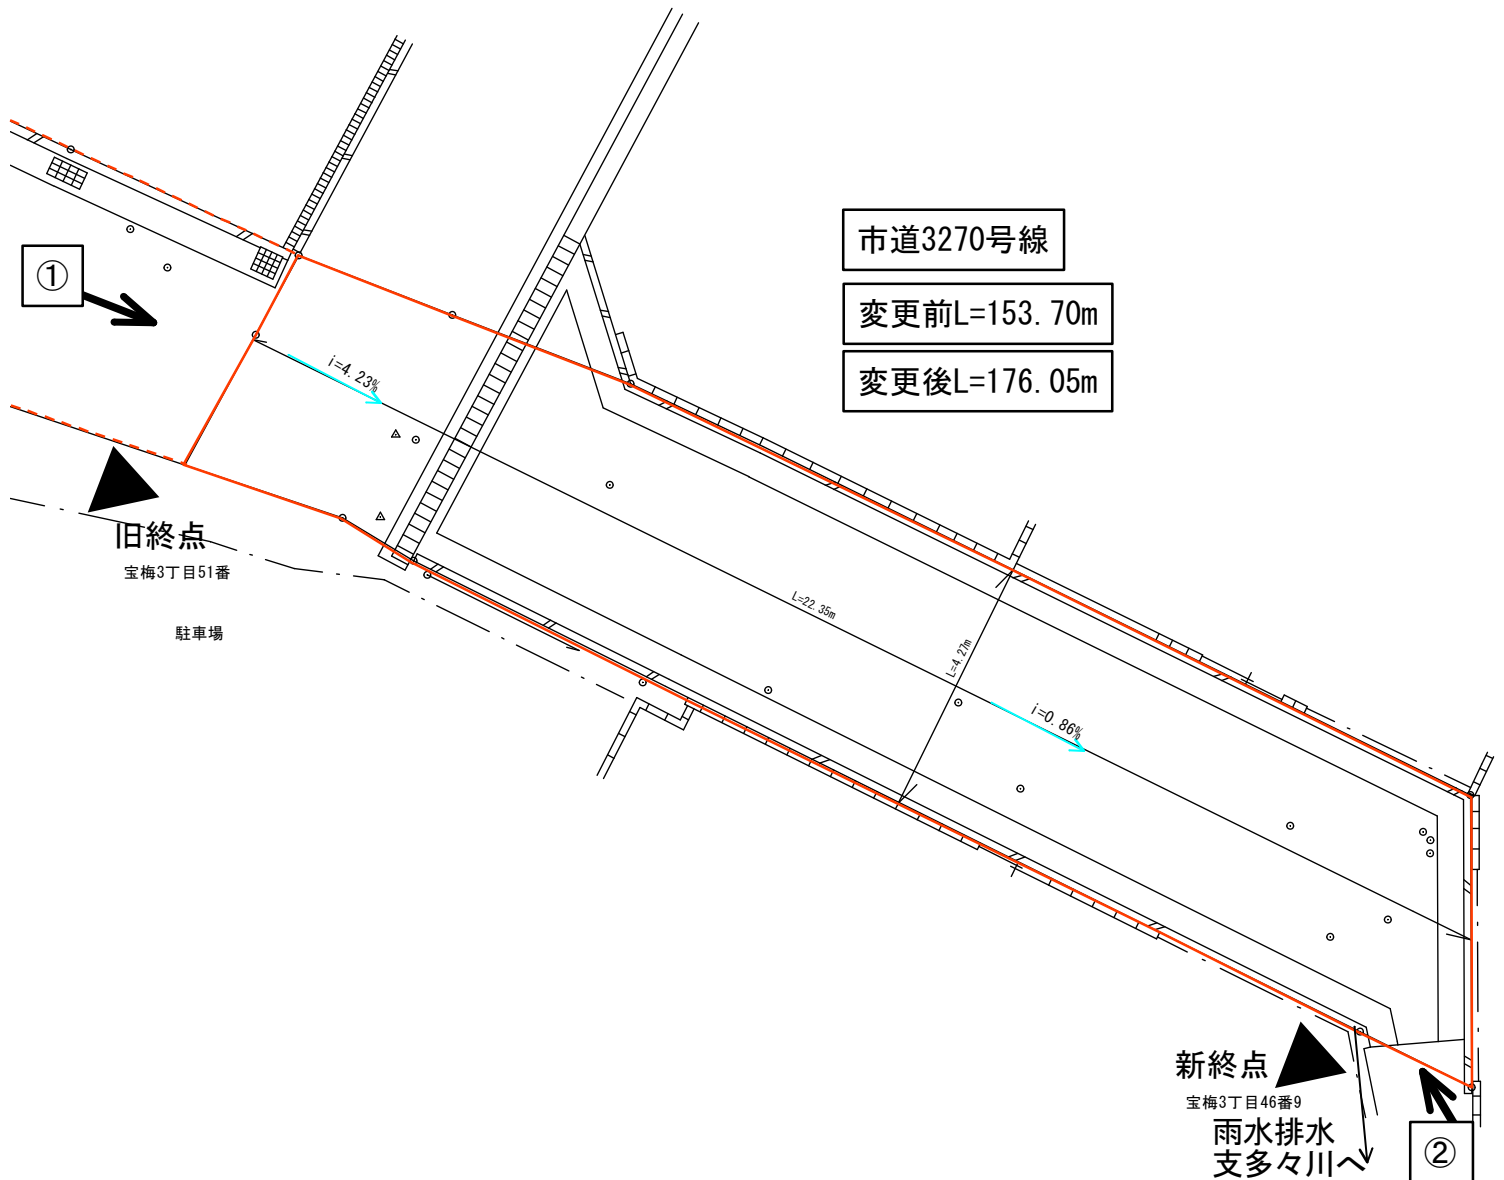 市道3270号線
①
変更前L=153.70m
変更後L=176.05m
i=4.23%
旧終点
宝梅3丁目51番
駐車場
L=22.35m
L=4.27m
i=0.86%
新終点
宝梅3丁目46番9
雨水排水
支多々川へ
②